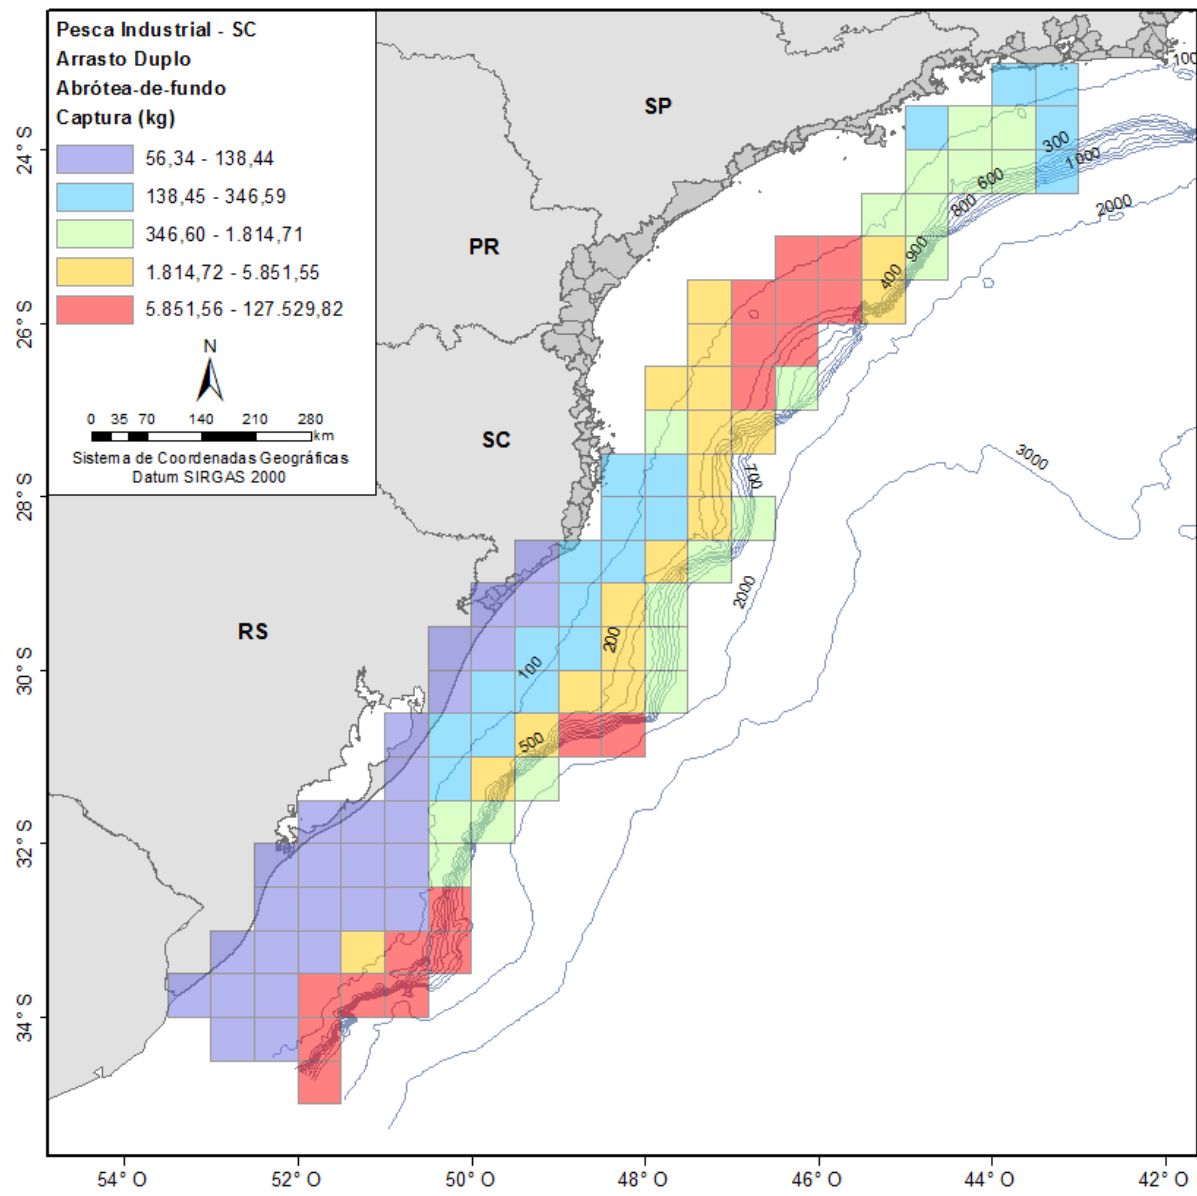 Pesca Industrial - SC
Arrasto Duplo
Abrótea-de-fundo
Captura (kg)
56,34 - 138,44
138,45 - 346,59
346,60 - 1.814,71
1.814,72 - 5.851,55
5.851,56 - 127.529,82
N
0 35 70 140 210 280
km
Sistema de Coordenadas Geográficas
Datum SIRGAS 2000
SP
PR
SC
RS
100
300
1000
600
800
2000
900
400
700
3000
2000
200
100
500
24° S
26° S
28° S
30° S
32° S
34° S
54° O
52° O
50° O
48° O
46° O
44° O
42° O